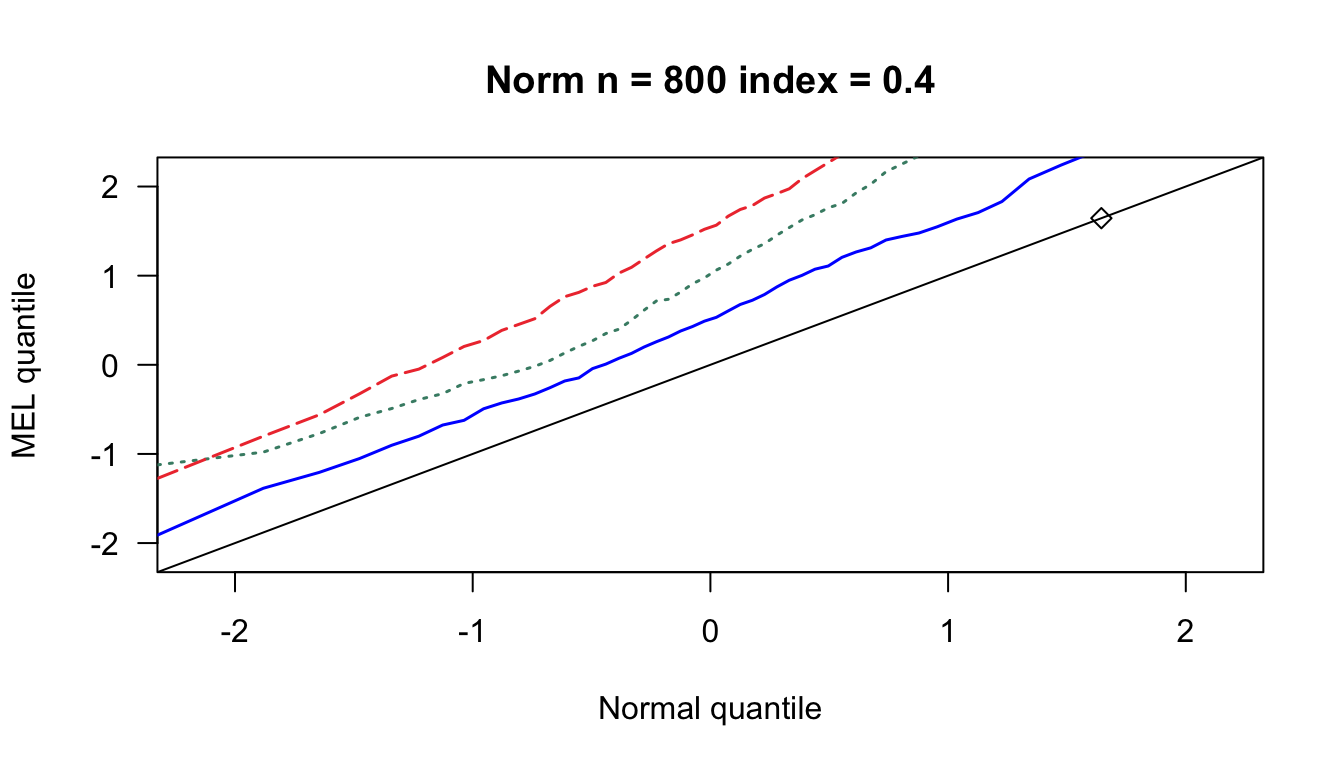 Norm n = 800 index = 0.4
MEL quantile
2
1
0
-1
-2
-2 -1 0 1 2
Normal quantile